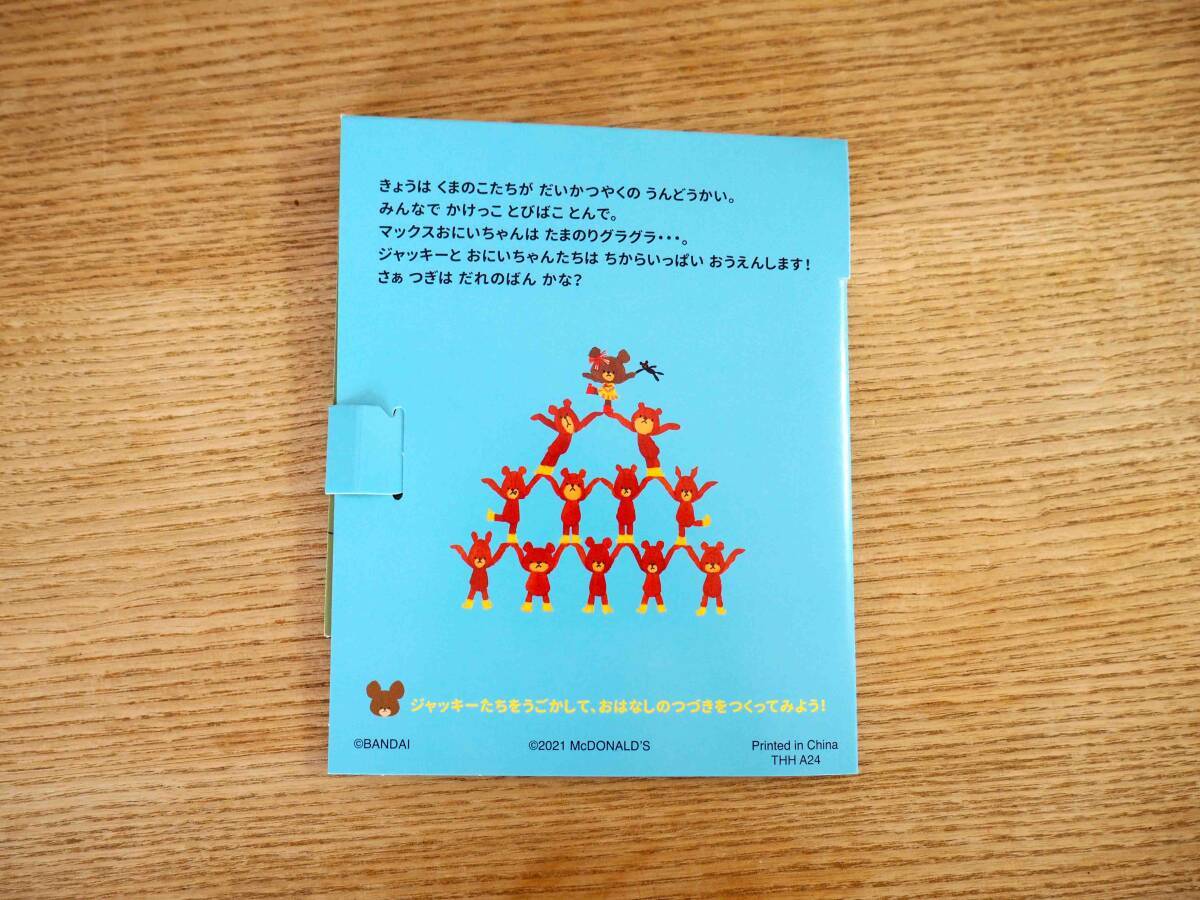 きょうは くまのこたちが だいかつやくの うんどうかい。
みんなで かけっこ とびばこ とんで。
マックスおにいちゃんは たまのりグラグラ・・・。
ジャッキーと おにいちゃんたちは ちからいっぱい おうえんします!
さぁ つぎは だれのばん かな?
ジャッキーたちをうごかして、おはなしのつづきをつくってみよう!
©BANDAI
©2021 McDONALD'S
Printed in China
THH A24